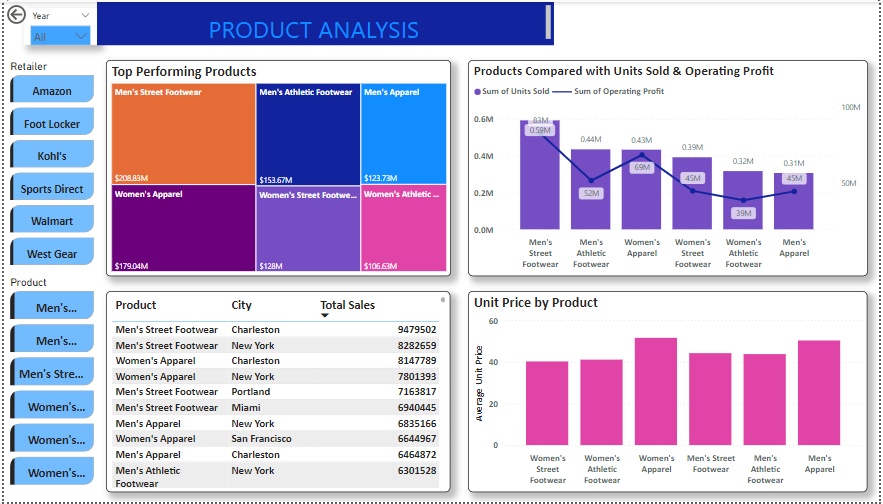 Year
All
PRODUCT ANALYSIS
Retailer
Amazon
Foot Locker
Kohl's
Sports Direct
Walmart
West Gear
Product
Men's...
Men's...
Men's Stre...
Women's...
Women's...
Women's...
Top Performing Products
Men's Street Footwear
$208.83M
Men's Athletic Footwear
$153.67M
Men's Apparel
$123.73M
Women's Apparel
$179.04M
Women's Street Footwe...
$128M
Women's Athletic ...
$106.63M
Products Compared with Units Sold & Operating Profit
Sum of Units Sold
Sum of Operating Profit
0.6M
0.4M
0.2M
0.0M
100M
50M
83M
0.59M
0.44M
52M
0.43M
69M
0.39M
45M
0.32M
39M
0.31M
45M
Men's
Street
Footwear
Men's
Athletic
Footwear
Women's
Apparel
Women's
Street
Footwear
Women's
Athletic
Footwear
Men's
Apparel
Product City Total Sales
Men's Street Footwear Charleston 9479502
Men's Street Footwear New York 8282659
Women's Apparel Charleston 8147789
Women's Apparel New York 7801393
Men's Street Footwear Portland 7163817
Men's Street Footwear Miami 6940445
Men's Apparel New York 6835166
Women's Apparel San Francisco 6644967
Men's Apparel Charleston 6464872
Men's Athletic New York 6301528
Footwear
Unit Price by Product
Average Unit Price
60
40
20
0
Women's
Street
Footwear
Women's
Athletic
Footwear
Women's
Apparel
Men's Street
Footwear
Men's
Athletic
Footwear
Men's
Apparel